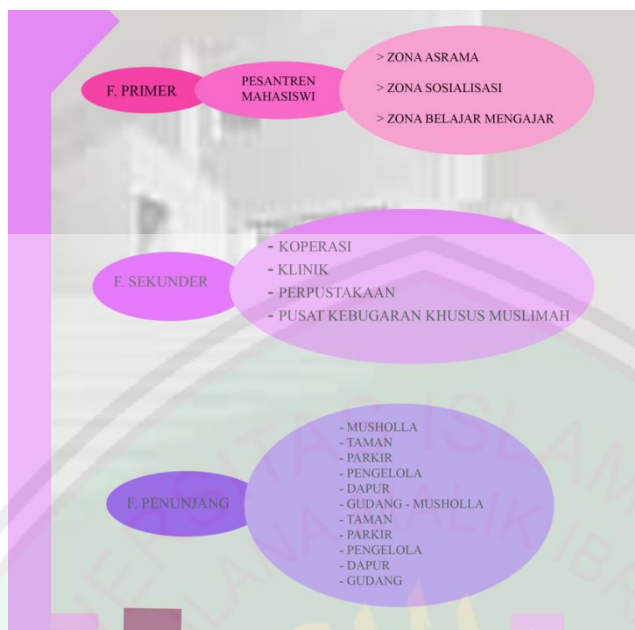 F. PRIMER
PESANTREN
MAHASISWI
> ZONA ASRAMA
> ZONA SOSIALISASI
> ZONA BELAJAR MENGAJAR
F. SEKUNDER
- KOPERASI
- KLINIK
- PERPUSTAKAAN
- PUSAT KEBUGARAN KHUSUS MUSLIMAH
F. PENUNJANG
- MUSHOLLA
- TAMAN
- PARKIR
- PENGELOLA
- DAPUR
- GUDANG - MUSHOLLA
- TAMAN
- PARKIR
- PENGELOLA
- DAPUR
- GUDANG